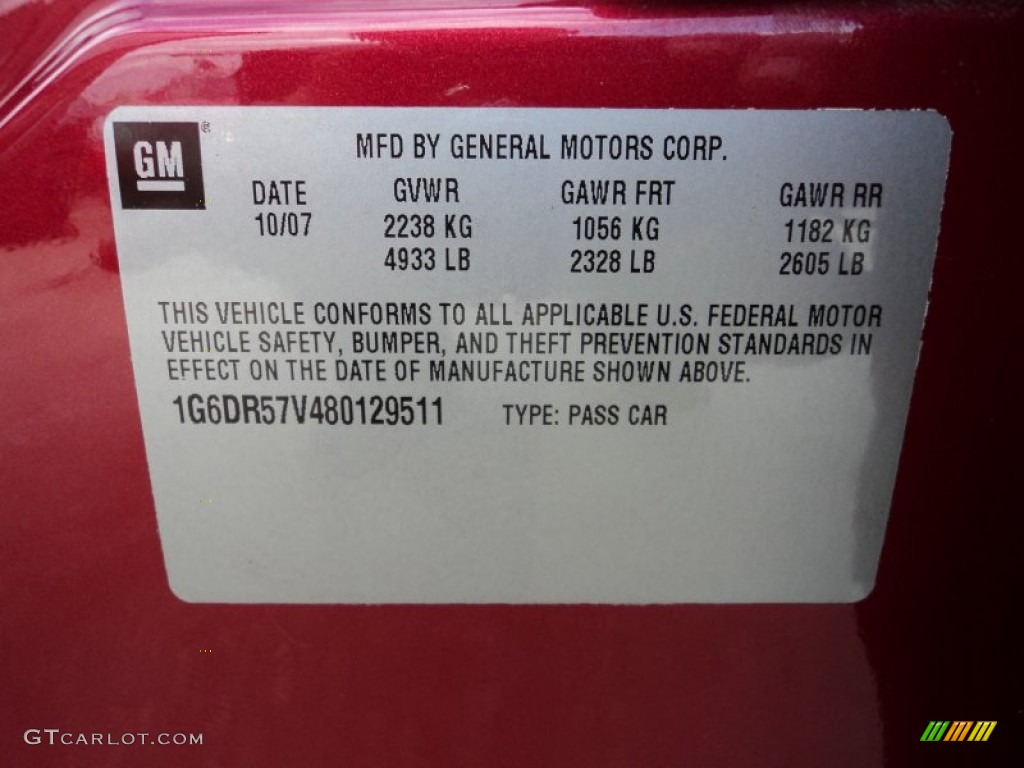 GM ®
MFD BY GENERAL MOTORS CORP.
DATE GVWR GAWR FRT GAWR RR
10/07 2238 KG 1056 KG 1182 KG
4933 LB 2328 LB 2605 LB
THIS VEHICLE CONFORMS TO ALL APPLICABLE U.S. FEDERAL MOTOR
VEHICLE SAFETY, BUMPER, AND THEFT PREVENTION STANDARDS IN
EFFECT ON THE DATE OF MANUFACTURE SHOWN ABOVE.
1G6DR57V480129511 TYPE: PASS CAR
GTCARLOT.COM